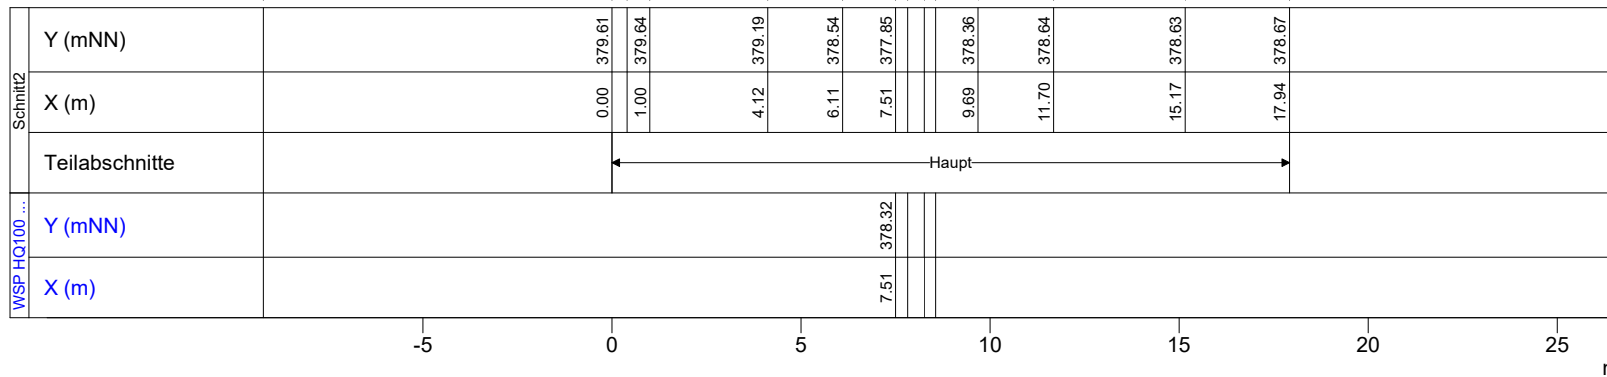 Schnitt2
Y (mNN) 379.61 379.64 379.19 378.54 377.85 378.36 378.64 378.63 378.67
X (m) 0.00 1.00 4.12 6.11 7.51 9.69 11.70 15.17 17.94
Teilabschnitte Haupt
WSP HQ100 ...
Y (mNN) 378.32
X (m) 7.51
-5 0 5 10 15 20 25